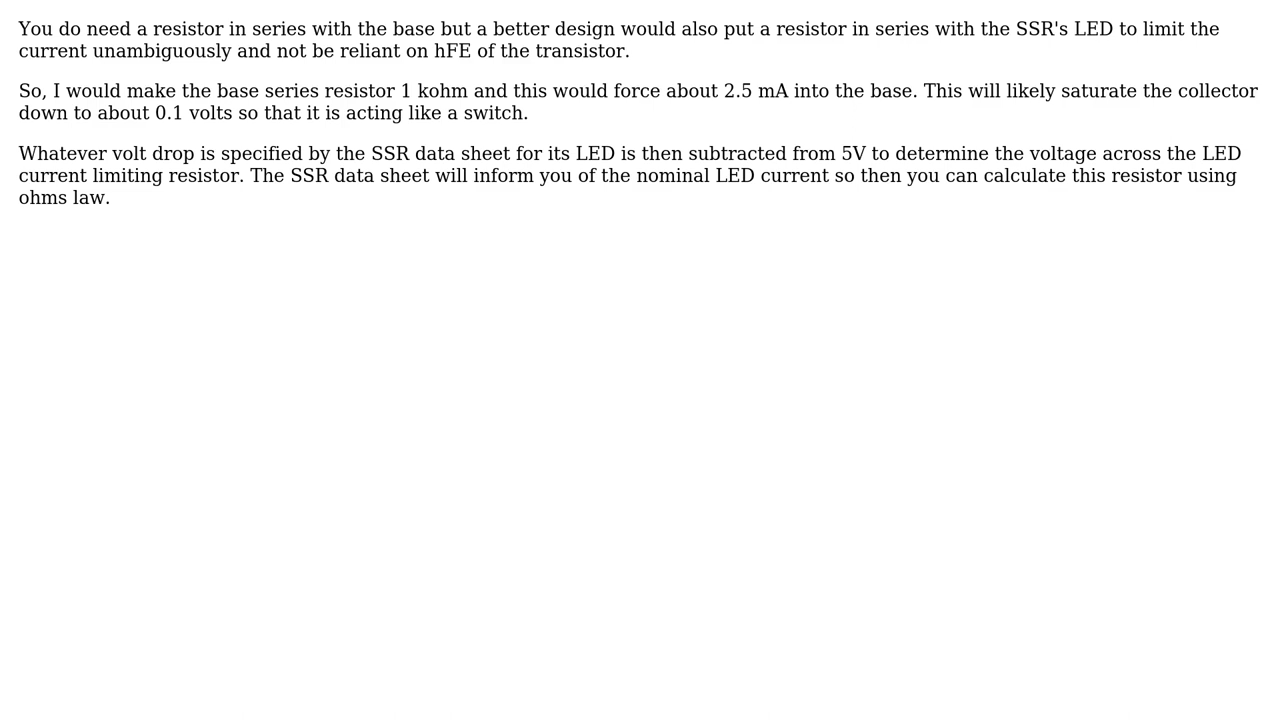 You do need a resistor in series with the base but a better design would also put a resistor in series with the SSR's LED to limit the
current unambiguously and not be reliant on hFE of the transistor.
So, I would make the base series resistor 1 kohm and this would force about 2.5 mA into the base. This will likely saturate the collector
down to about 0.1 volts so that it is acting like a switch.
Whatever volt drop is specified by the SSR data sheet for its LED is then subtracted from 5V to determine the voltage across the LED
current limiting resistor. The SSR data sheet will inform you of the nominal LED current so then you can calculate this resistor using
ohms law.